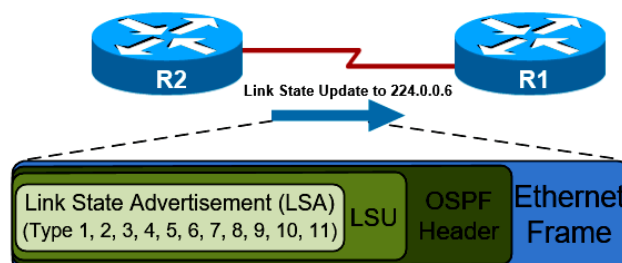 R2
R1
Link State Update to 224.0.0.6
Link State Advertisement (LSA)
(Type 1, 2, 3, 4, 5, 6, 7, 8, 9, 10, 11)
LSU
OSPF
Header
Ethernet
Frame